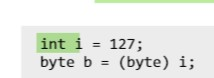 int i = 127;
byte b = (byte) i;